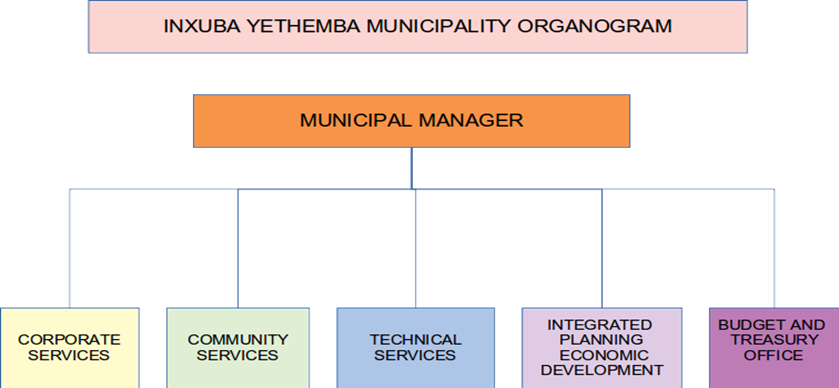 INXUBA YETHEMBA MUNICIPALITY ORGANOGRAM
MUNICIPAL MANAGER
CORPORATE
SERVICES
COMMUNITY
SERVICES
TECHNICAL
SERVICES
INTEGRATED
PLANNING
ECONOMIC
DEVELOPMENT
BUDGET AND
TREASURY
OFFICE